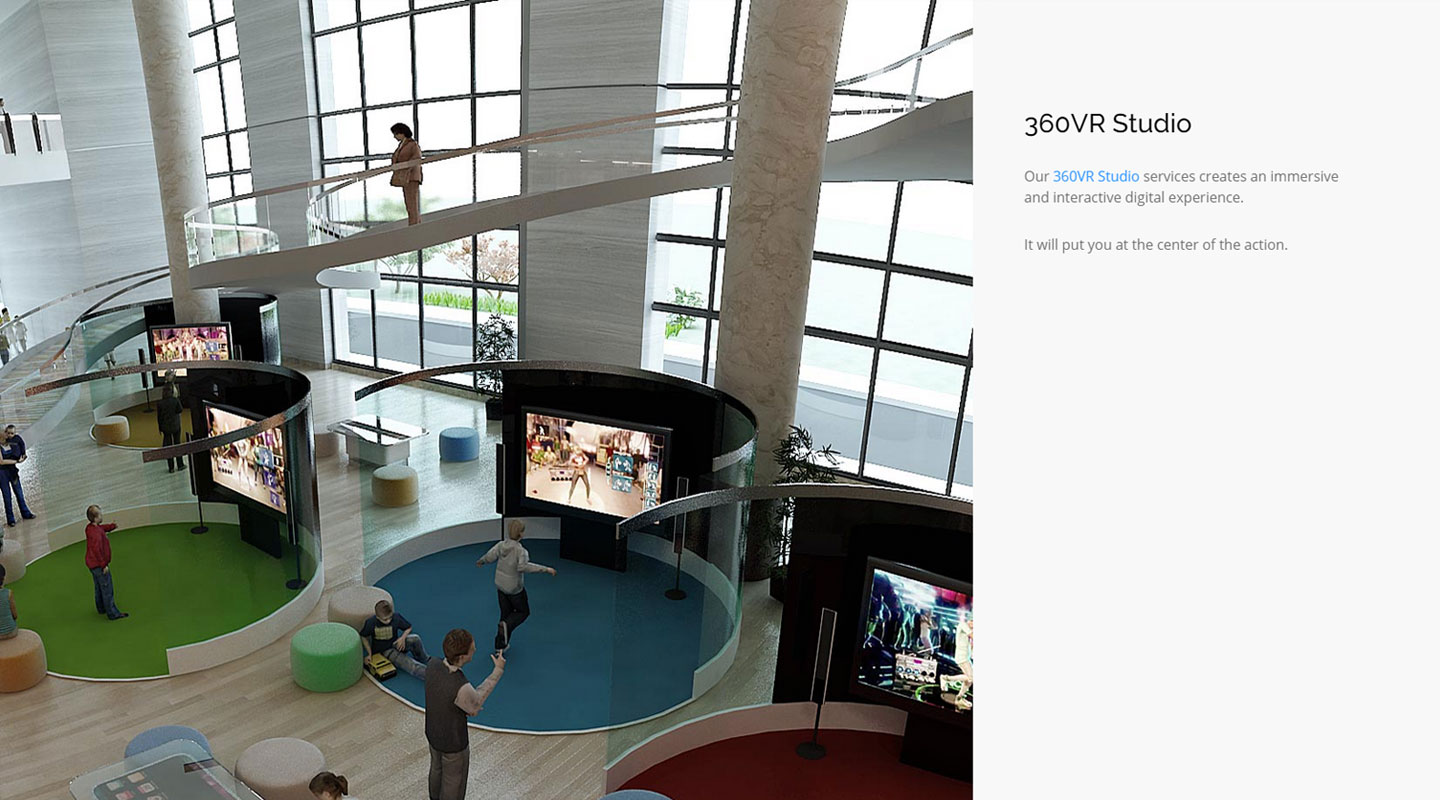 360VR Studio
Our 360VR Studio services creates an immersive
and interactive digital experience.
It will put you at the center of the action.